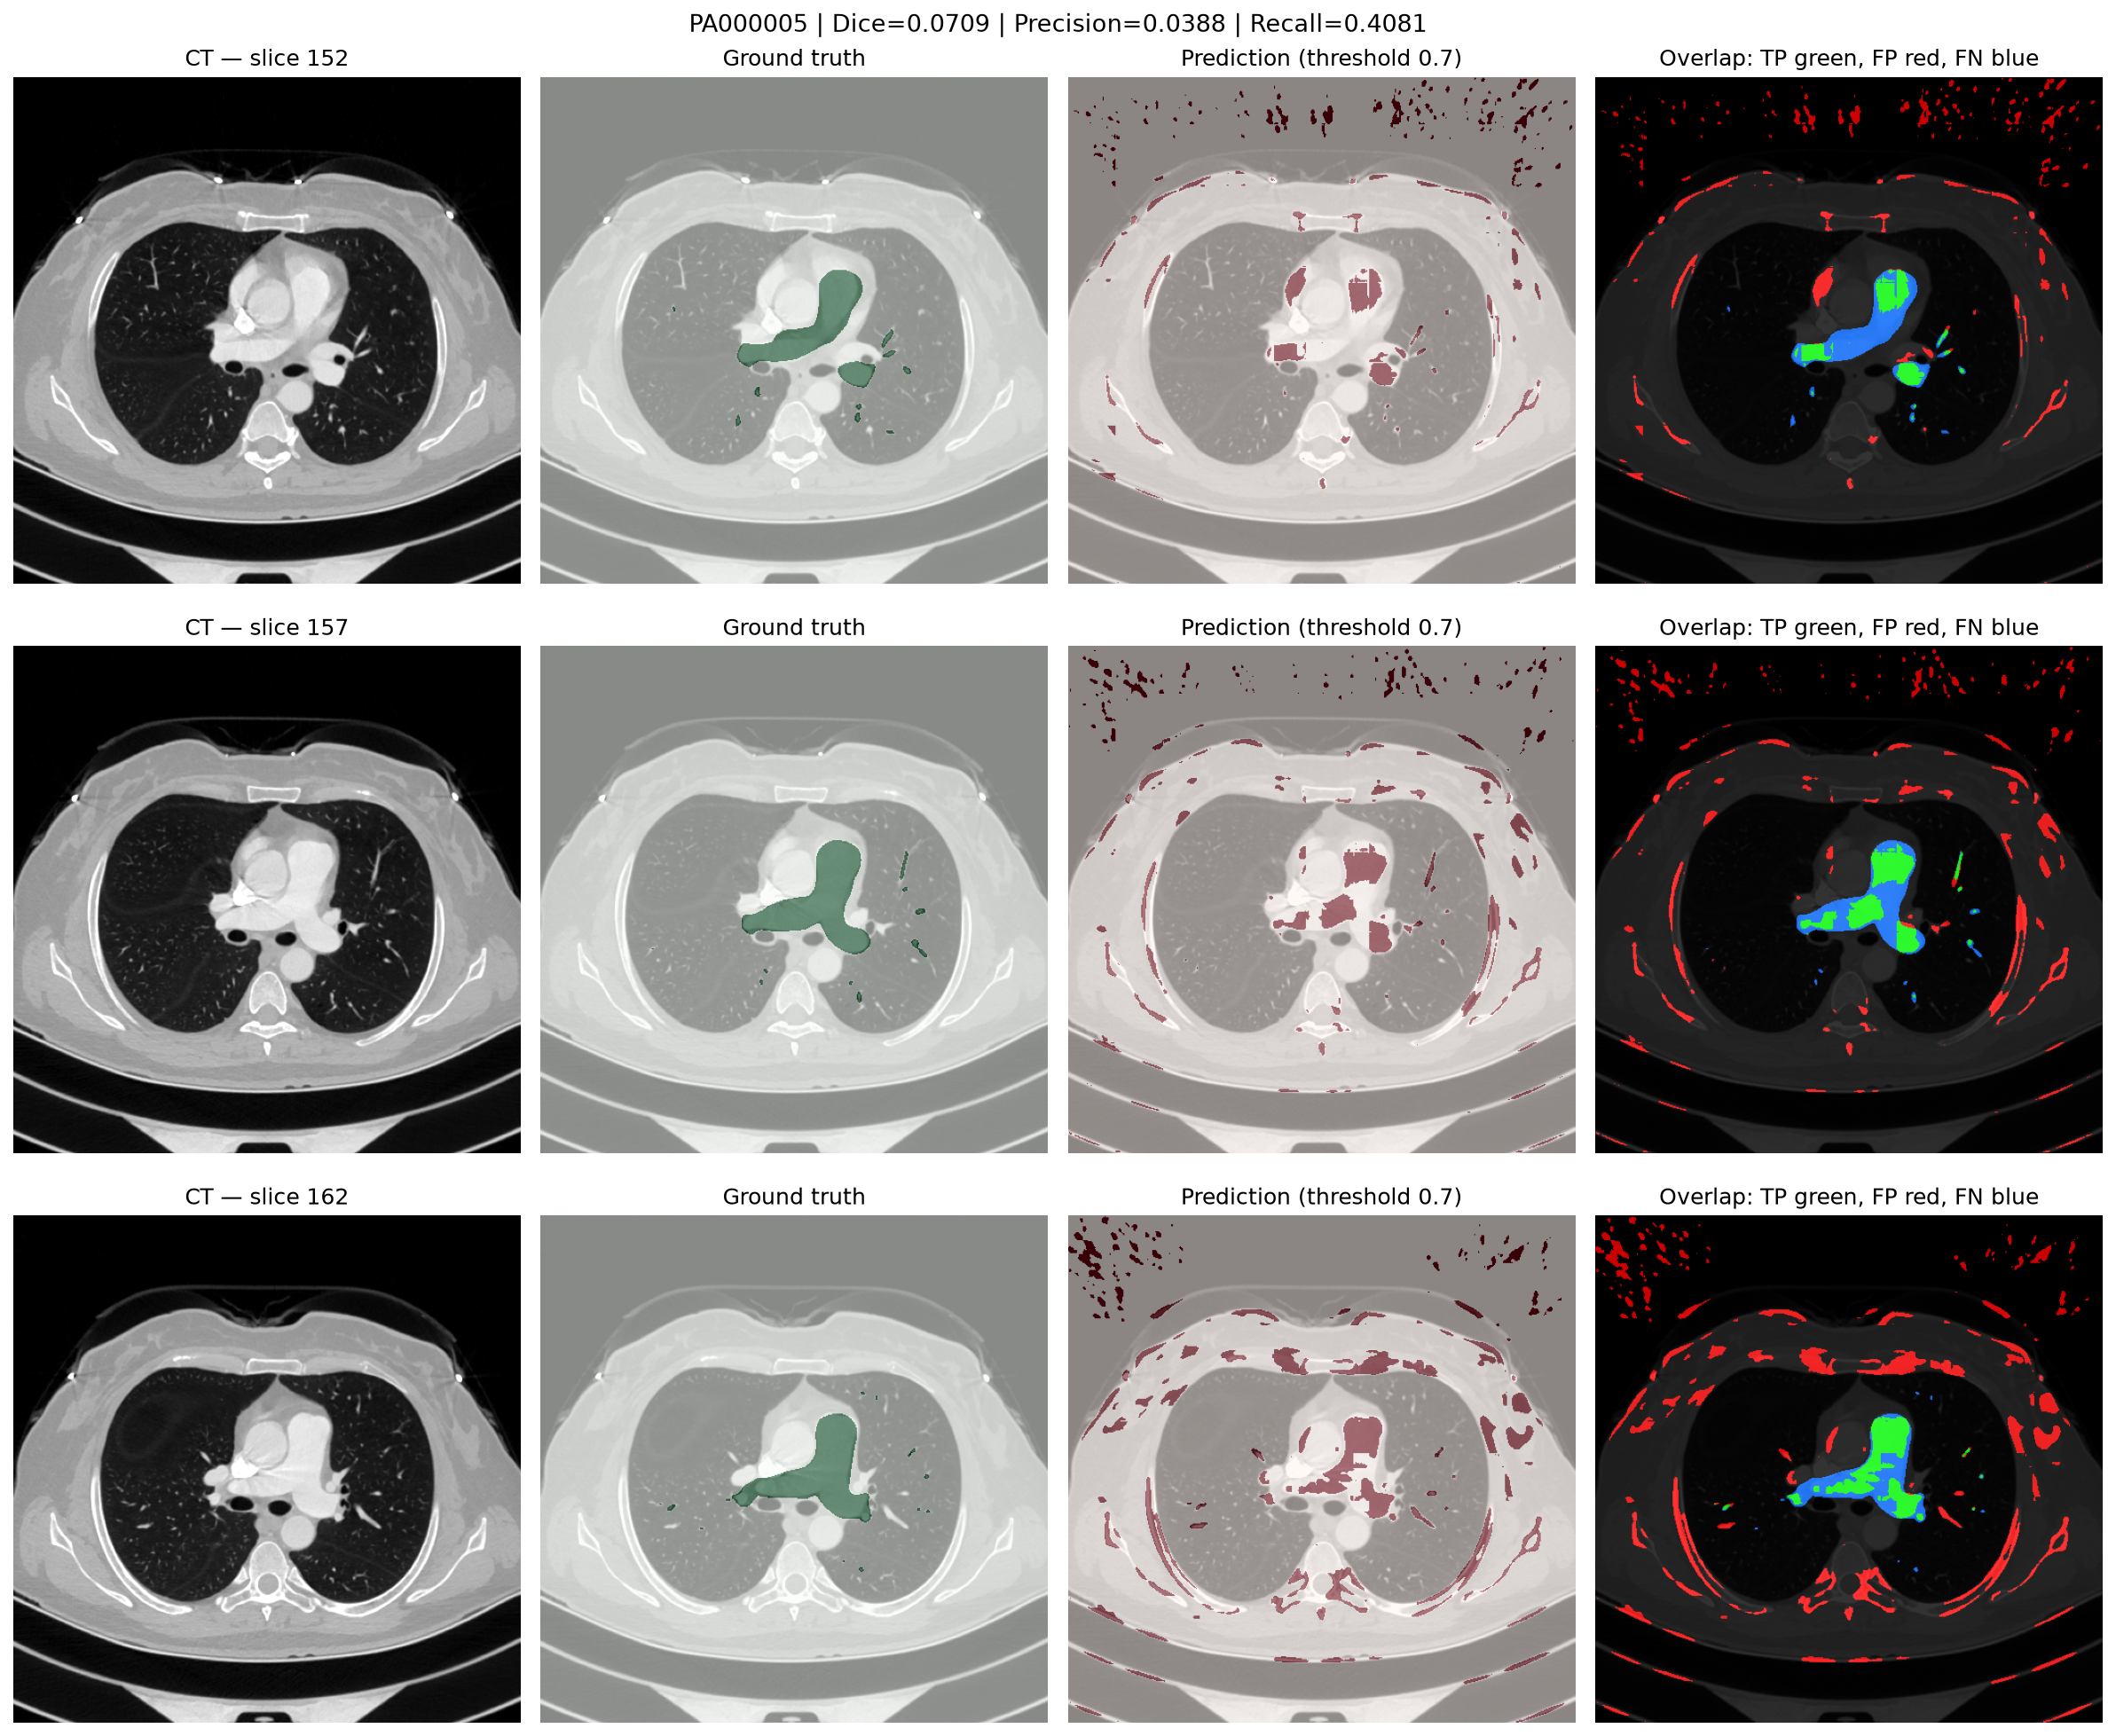 PA000005 | Dice=0.0709 | Precision=0.0388 | Recall=0.4081
CT — slice 152
Ground truth
Prediction (threshold 0.7)
Overlap: TP green, FP red, FN blue
CT — slice 157
Ground truth
Prediction (threshold 0.7)
Overlap: TP green, FP red, FN blue
CT — slice 162
Ground truth
Prediction (threshold 0.7)
Overlap: TP green, FP red, FN blue